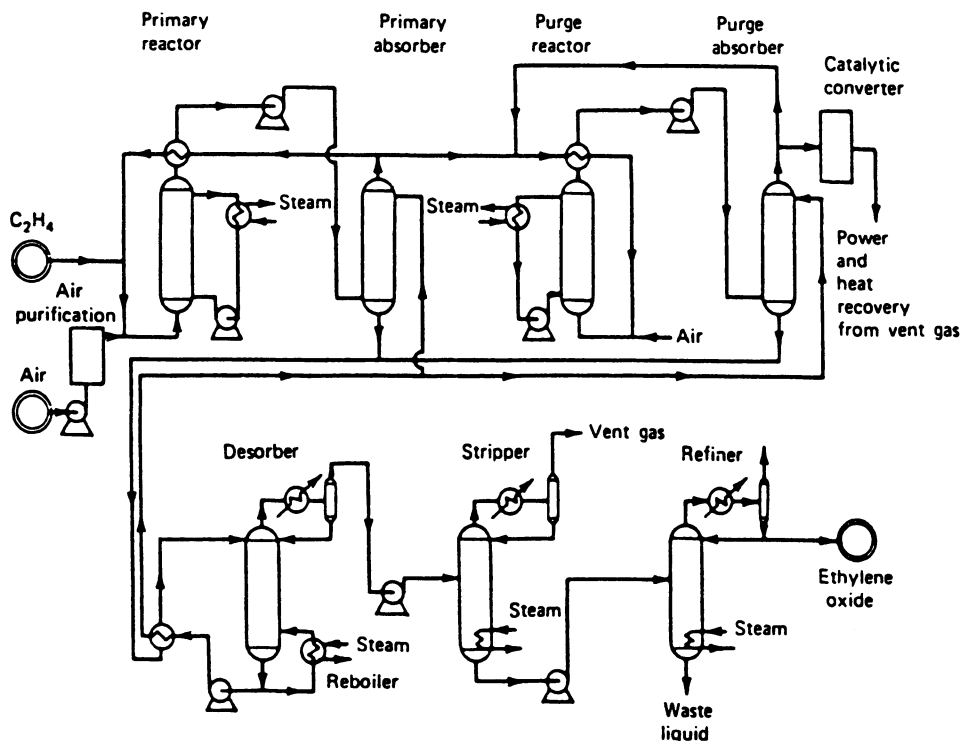 Primary
reactor
Primary
absorber
Purge
reactor
Purge
absorber
Catalytic
converter
C₂H₄
Steam
Steam
Air
purification
Air
Air
Power
and
heat
recovery
from vent gas
Desorber
Stripper
Vent gas
Refiner
Steam
Reboiler
Steam
Steam
Ethylene
oxide
Waste
liquid